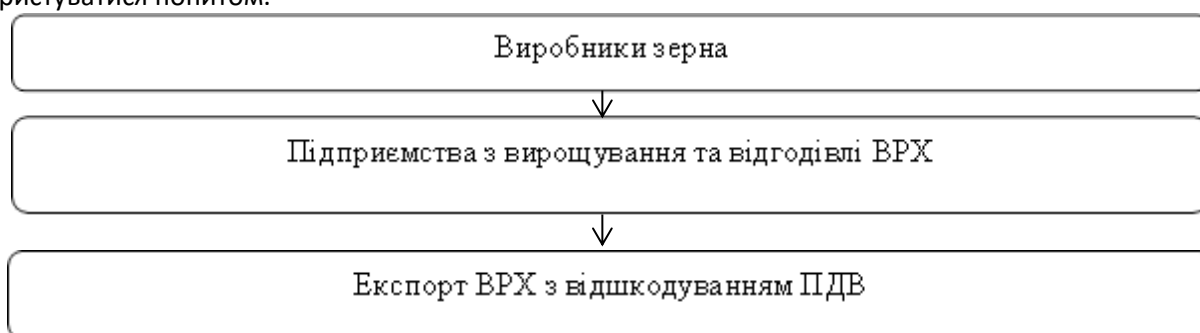 ристуватися попитом.
Виробники зерна
Підприємства з вирощування та відгодівлі ВРХ
Експорт ВРХ з відшкодуванням ПДВ